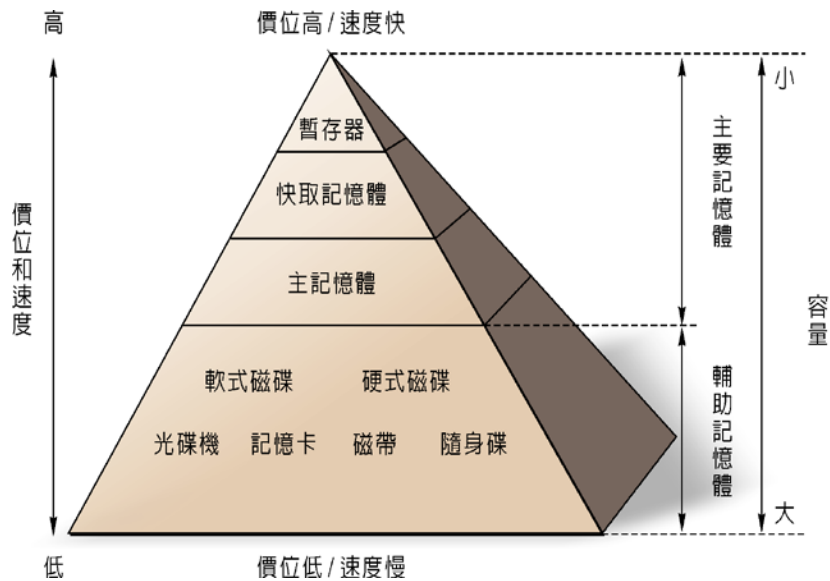 高
價位高/速度快
小
暫存器
快取記憶體
主記憶體
軟式磁碟 硬式磁碟
光碟機 記憶卡 磁帶 隨身碟
價位和速度
主要記憶體
輔助記憶體
容量
大
低
價位低/速度慢